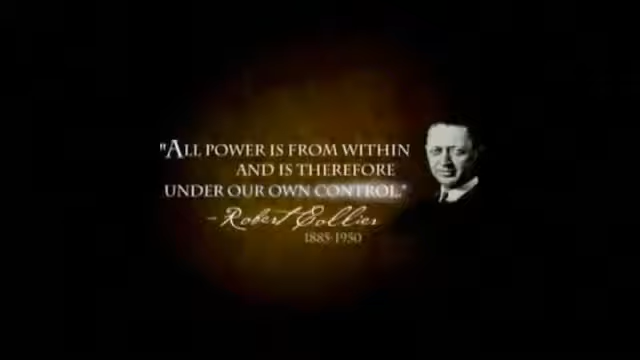 "ALL POWER IS FROM WITHIN
AND IS THEREFORE
UNDER OUR OWN CONTROL."
- Robert Collier
1885-1950